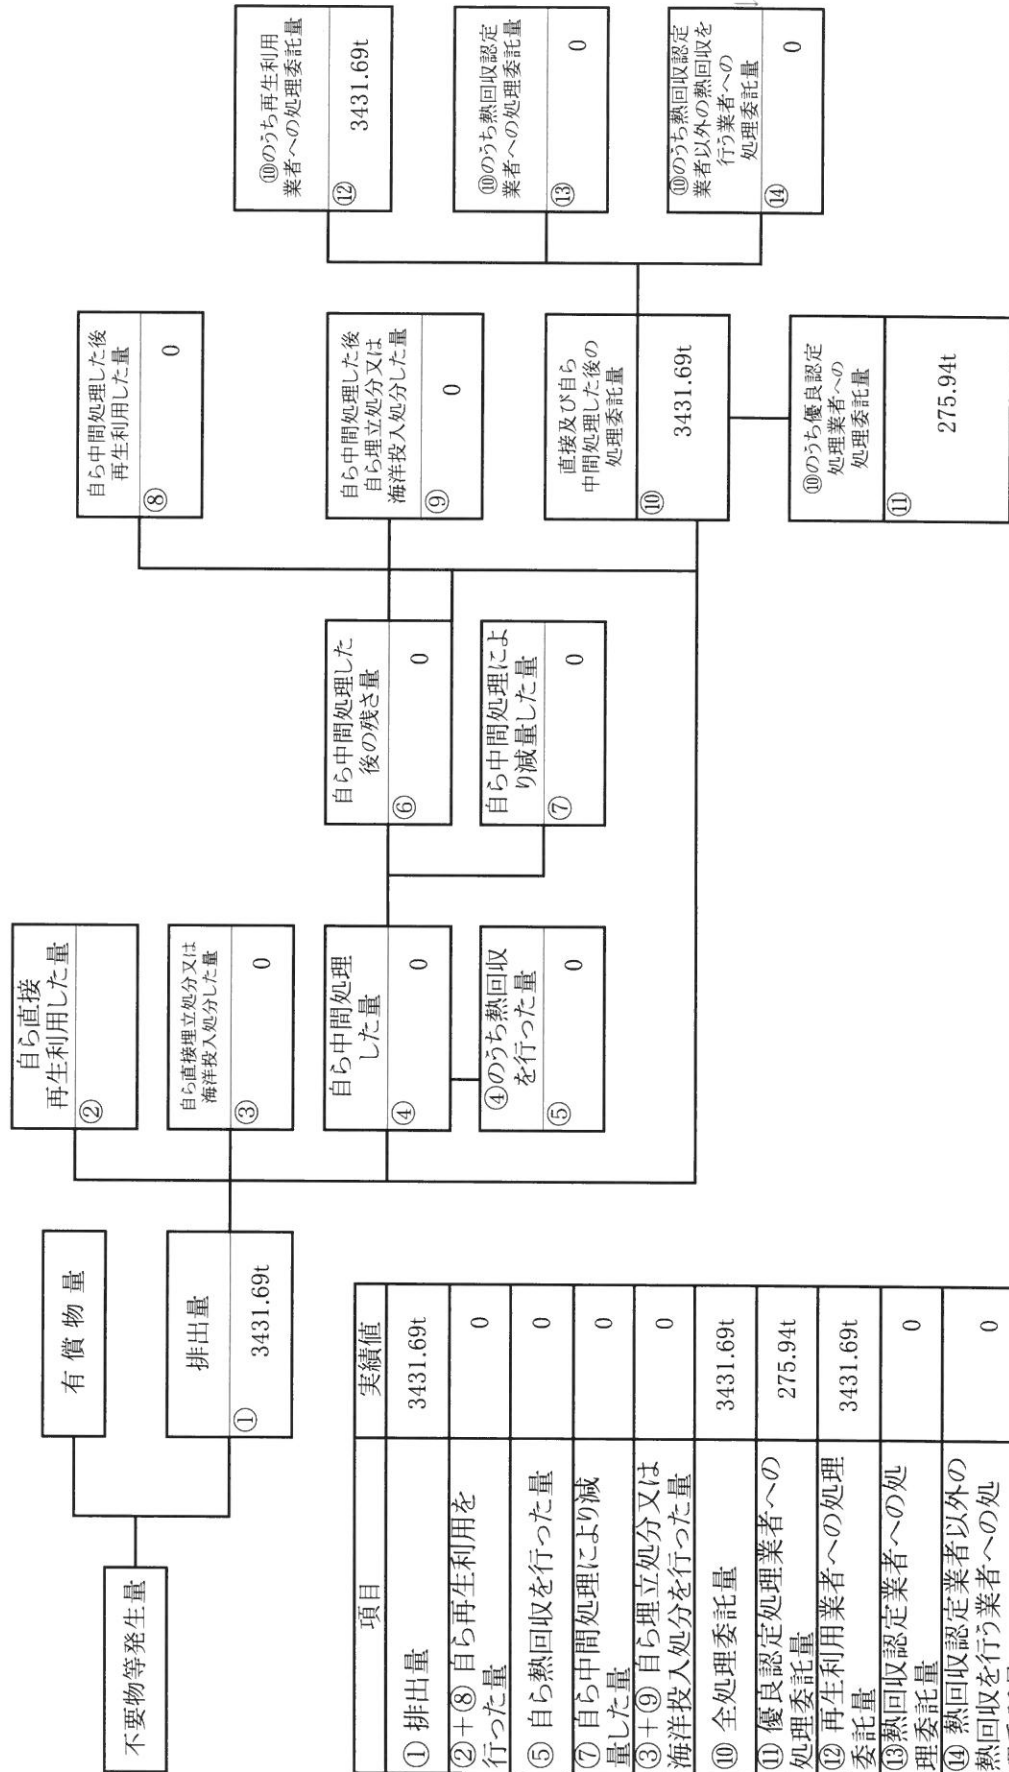 不要物等発生量
有償物量
排出量
①
3431.69t
自ら直接
再生利用した量
②
自ら直接埋立処分又は
海洋投入処分した量
③
0
自ら中間処理
した量
④
0
④のうち熱回収
を行った量
⑤
0
自ら中間処理した
後の残さ量
⑥
0
自ら中間処理によ
り減量した量
⑦
0
自ら中間処理した後
再生利用した量
⑧
0
自ら中間処理した後
自ら埋立処分又は
海洋投入処分した量
⑨
0
直接及び自ら
中間処理した後の
処理委託量
⑩
3431.69t
⑩のうち優良認定
処理業者への
処理委託量
⑪
275.94t
⑩のうち再生利用
業者への処理委託量
⑫
3431.69t
⑩のうち熱回収認定
業者への処理委託量
⑬
0
⑩のうち熱回収認定
業者以外の熱回収を
行う業者への
処理委託量
⑭
0
項目 実績値
① 排出量 3431.69t
②+⑧ 自ら再生利用を
行った量 0
⑤ 自ら熱回収を行った量 0
⑦ 自ら中間処理により減
量した量 0
③+⑨ 自ら埋立処分又は
海洋投入処分を行った量 0
⑩ 全処理委託量 3431.69t
⑪ 優良認定処理業者への
処理委託量 275.94t
⑫ 再生利用業者への処理
委託量 3431.69t
⑬熱回収認定業者への処
理委託量 0
⑭ 熱回収認定業者以外の
熱回収を行う業者への処 0